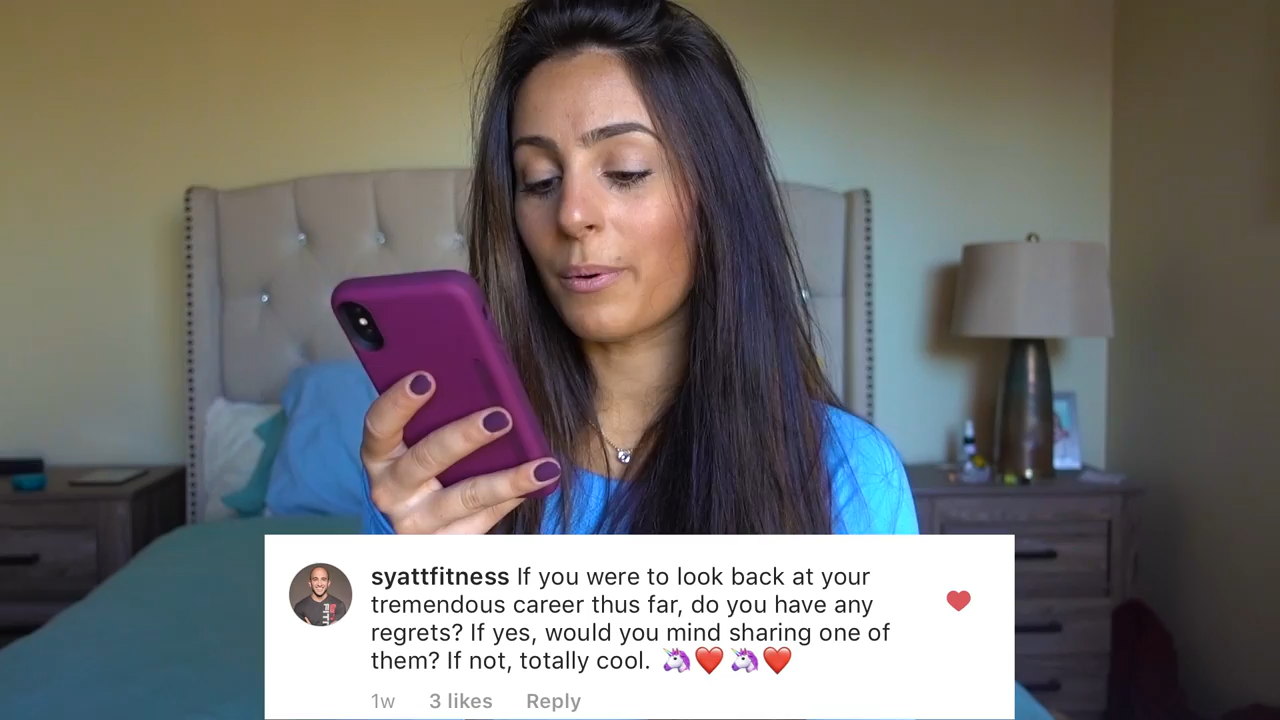 syattfitness If you were to look back at your
tremendous career thus far, do you have any
regrets? If yes, would you mind sharing one of
them? If not, totally cool. 🦄❤️🦄❤️
1w 3 likes Reply